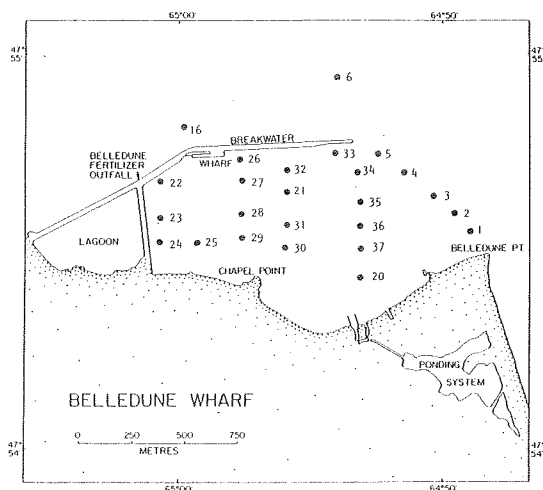 65°00
64°50'
47°
55'
47°
55'
6
16
BREAKWATER
BELLEDUNE
FERTILIZER
OUTFALL
WHARF
26
33
5
32
34
4
22
27
21
3
35
2
23
28
31
36
1
LAGOON
24
25
29
30
37
BELLEDUNE PT.
CHAPEL POINT
20
PONDING
SYSTEM
BELLEDUNE WHARF
0 250 500 750
METRES
47°
54'
47°
54'
65°00
64°50'